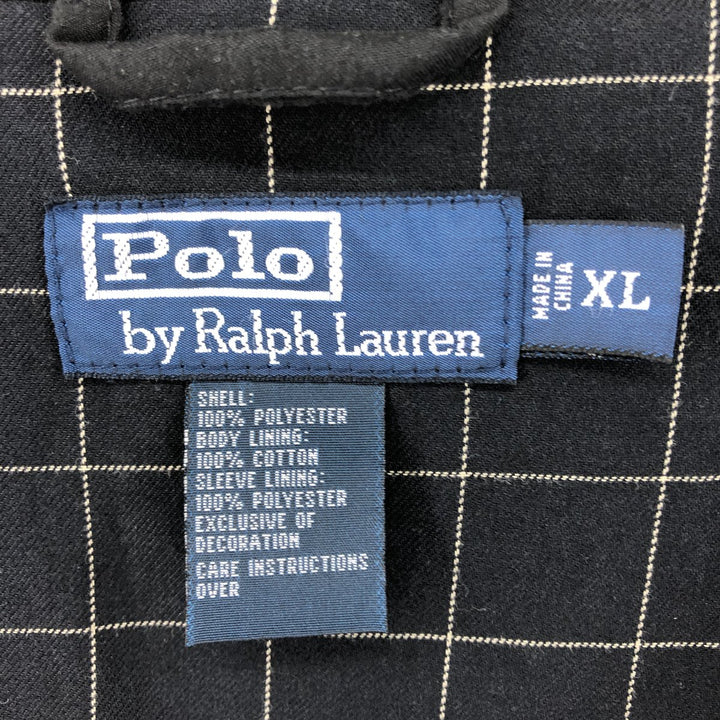 Polo
by Ralph Lauren
MADE IN
CHINA
XL
SHELL:
100% POLYESTER
BODY LINING:
100% COTTON
SLEEVE LINING:
100% POLYESTER
EXCLUSIVE OF
DECORATION
CARE INSTRUCTIONS
OVER